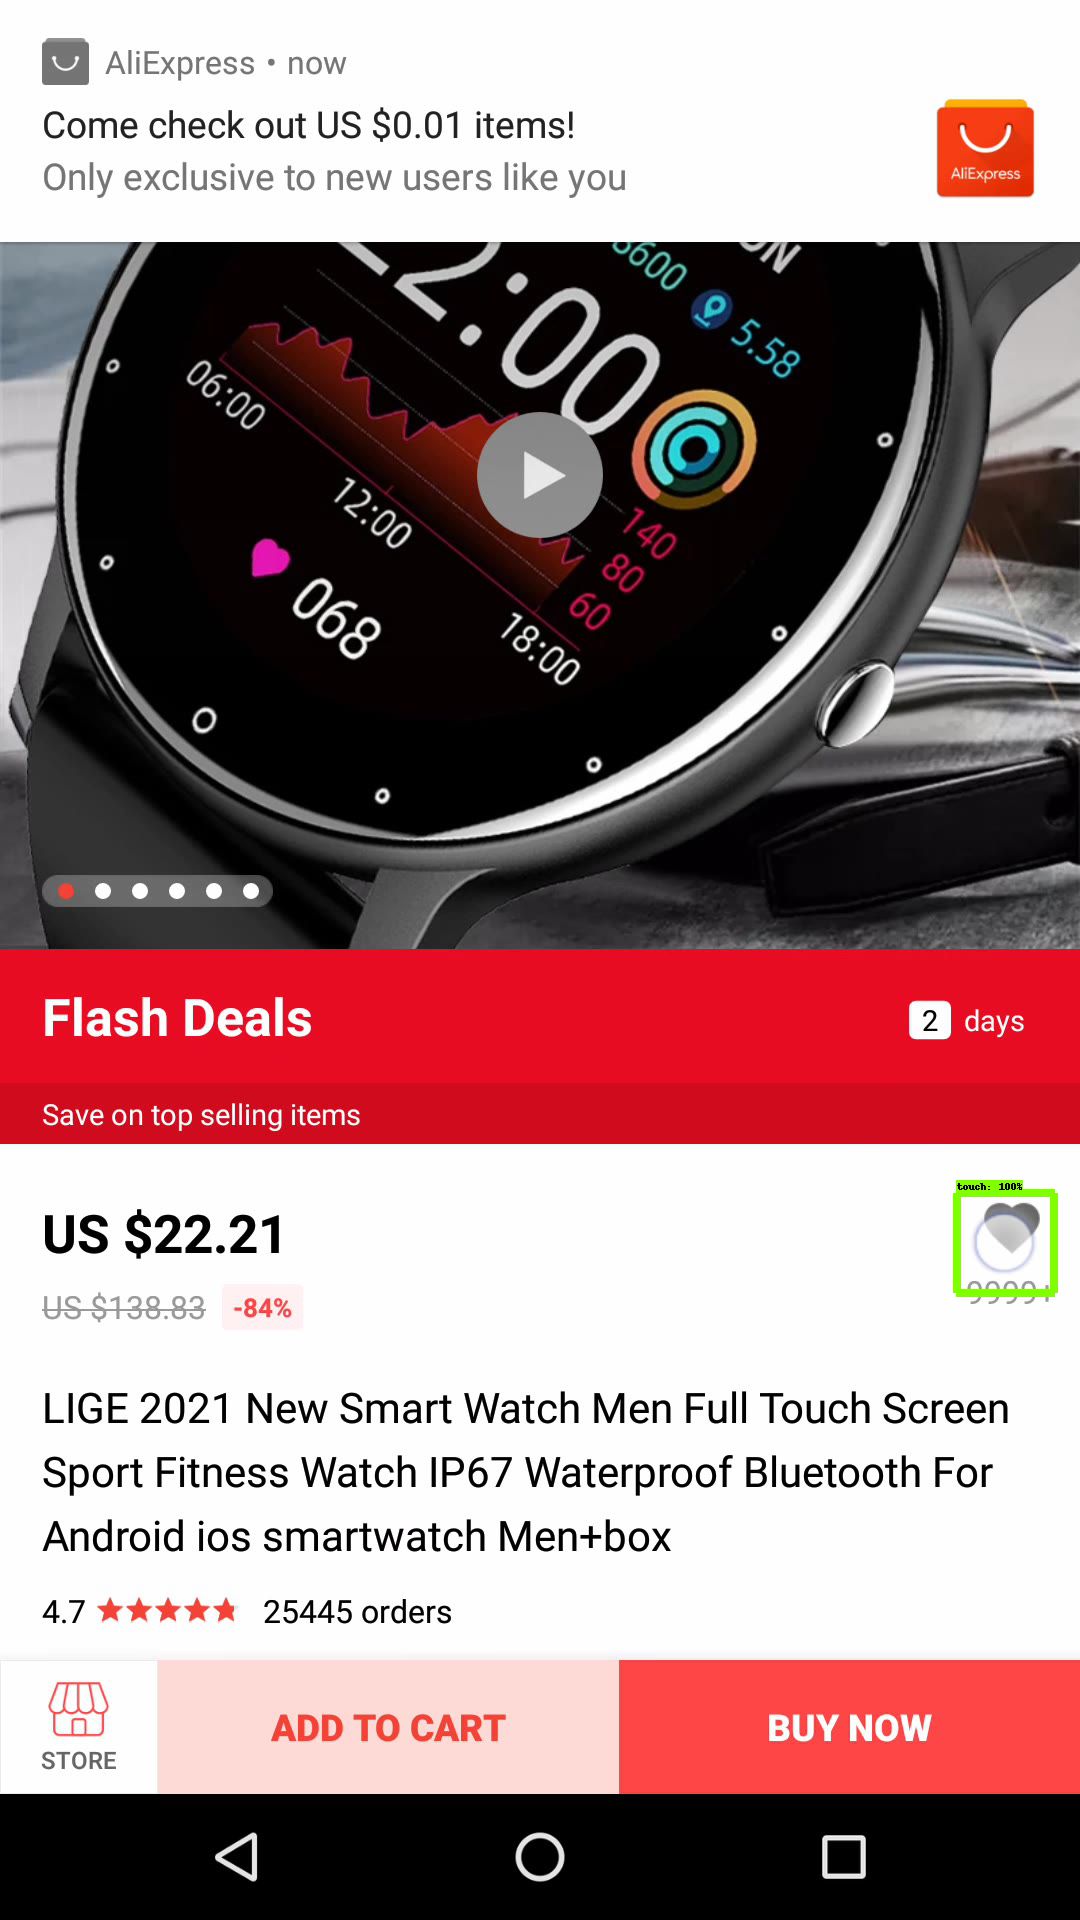 AliExpress • now
Come check out US $0.01 items!
Only exclusive to new users like you
AliExpress
2:00
8600
ON
5.58
06:00
12:00
18:00
140
80
60
068
Flash Deals
2 days
Save on top selling items
touch: 100%
US $22.21
9999+
US $138.83 -84%
LIGE 2021 New Smart Watch Men Full Touch Screen
Sport Fitness Watch IP67 Waterproof Bluetooth For
Android ios smartwatch Men+box
4.7 25445 orders
STORE
ADD TO CART
BUY NOW